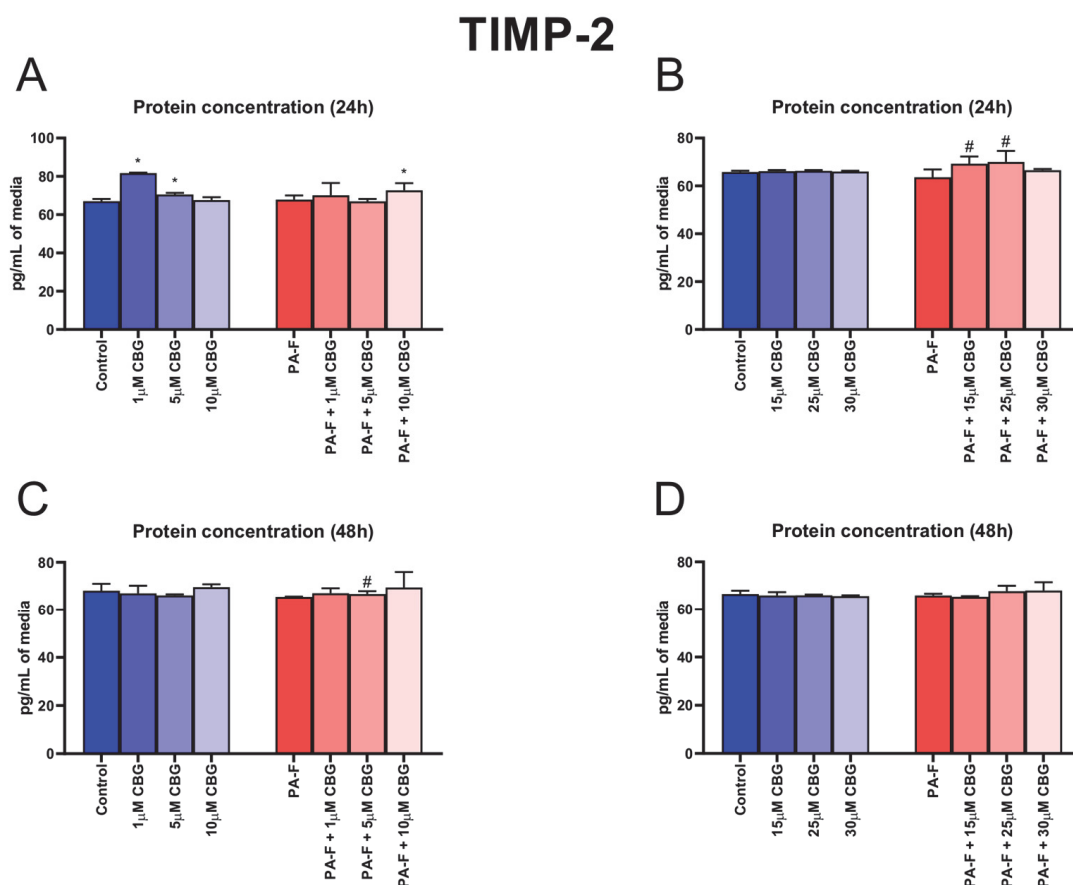 TIMP-2
A
Protein concentration (24h)
pg/mL of media
100
80
60
40
20
0
*
*
*
Control
1µM CBG
5µM CBG
10µM CBG
PA-F
PA-F + 1µM CBG
PA-F + 5µM CBG
PA-F + 10µM CBG
B
Protein concentration (24h)
pg/mL of media
80
60
40
20
0
#
#
Control
15µM CBG
25µM CBG
30µM CBG
PA-F
PA-F + 15µM CBG
PA-F + 25µM CBG
PA-F + 30µM CBG
C
Protein concentration (48h)
pg/mL of media
80
60
40
20
0
#
Control
1µM CBG
5µM CBG
10µM CBG
PA-F
PA-F + 1µM CBG
PA-F + 5µM CBG
PA-F + 10µM CBG
D
Protein concentration (48h)
pg/mL of media
80
60
40
20
0
Control
15µM CBG
25µM CBG
30µM CBG
PA-F
PA-F + 15µM CBG
PA-F + 25µM CBG
PA-F + 30µM CBG